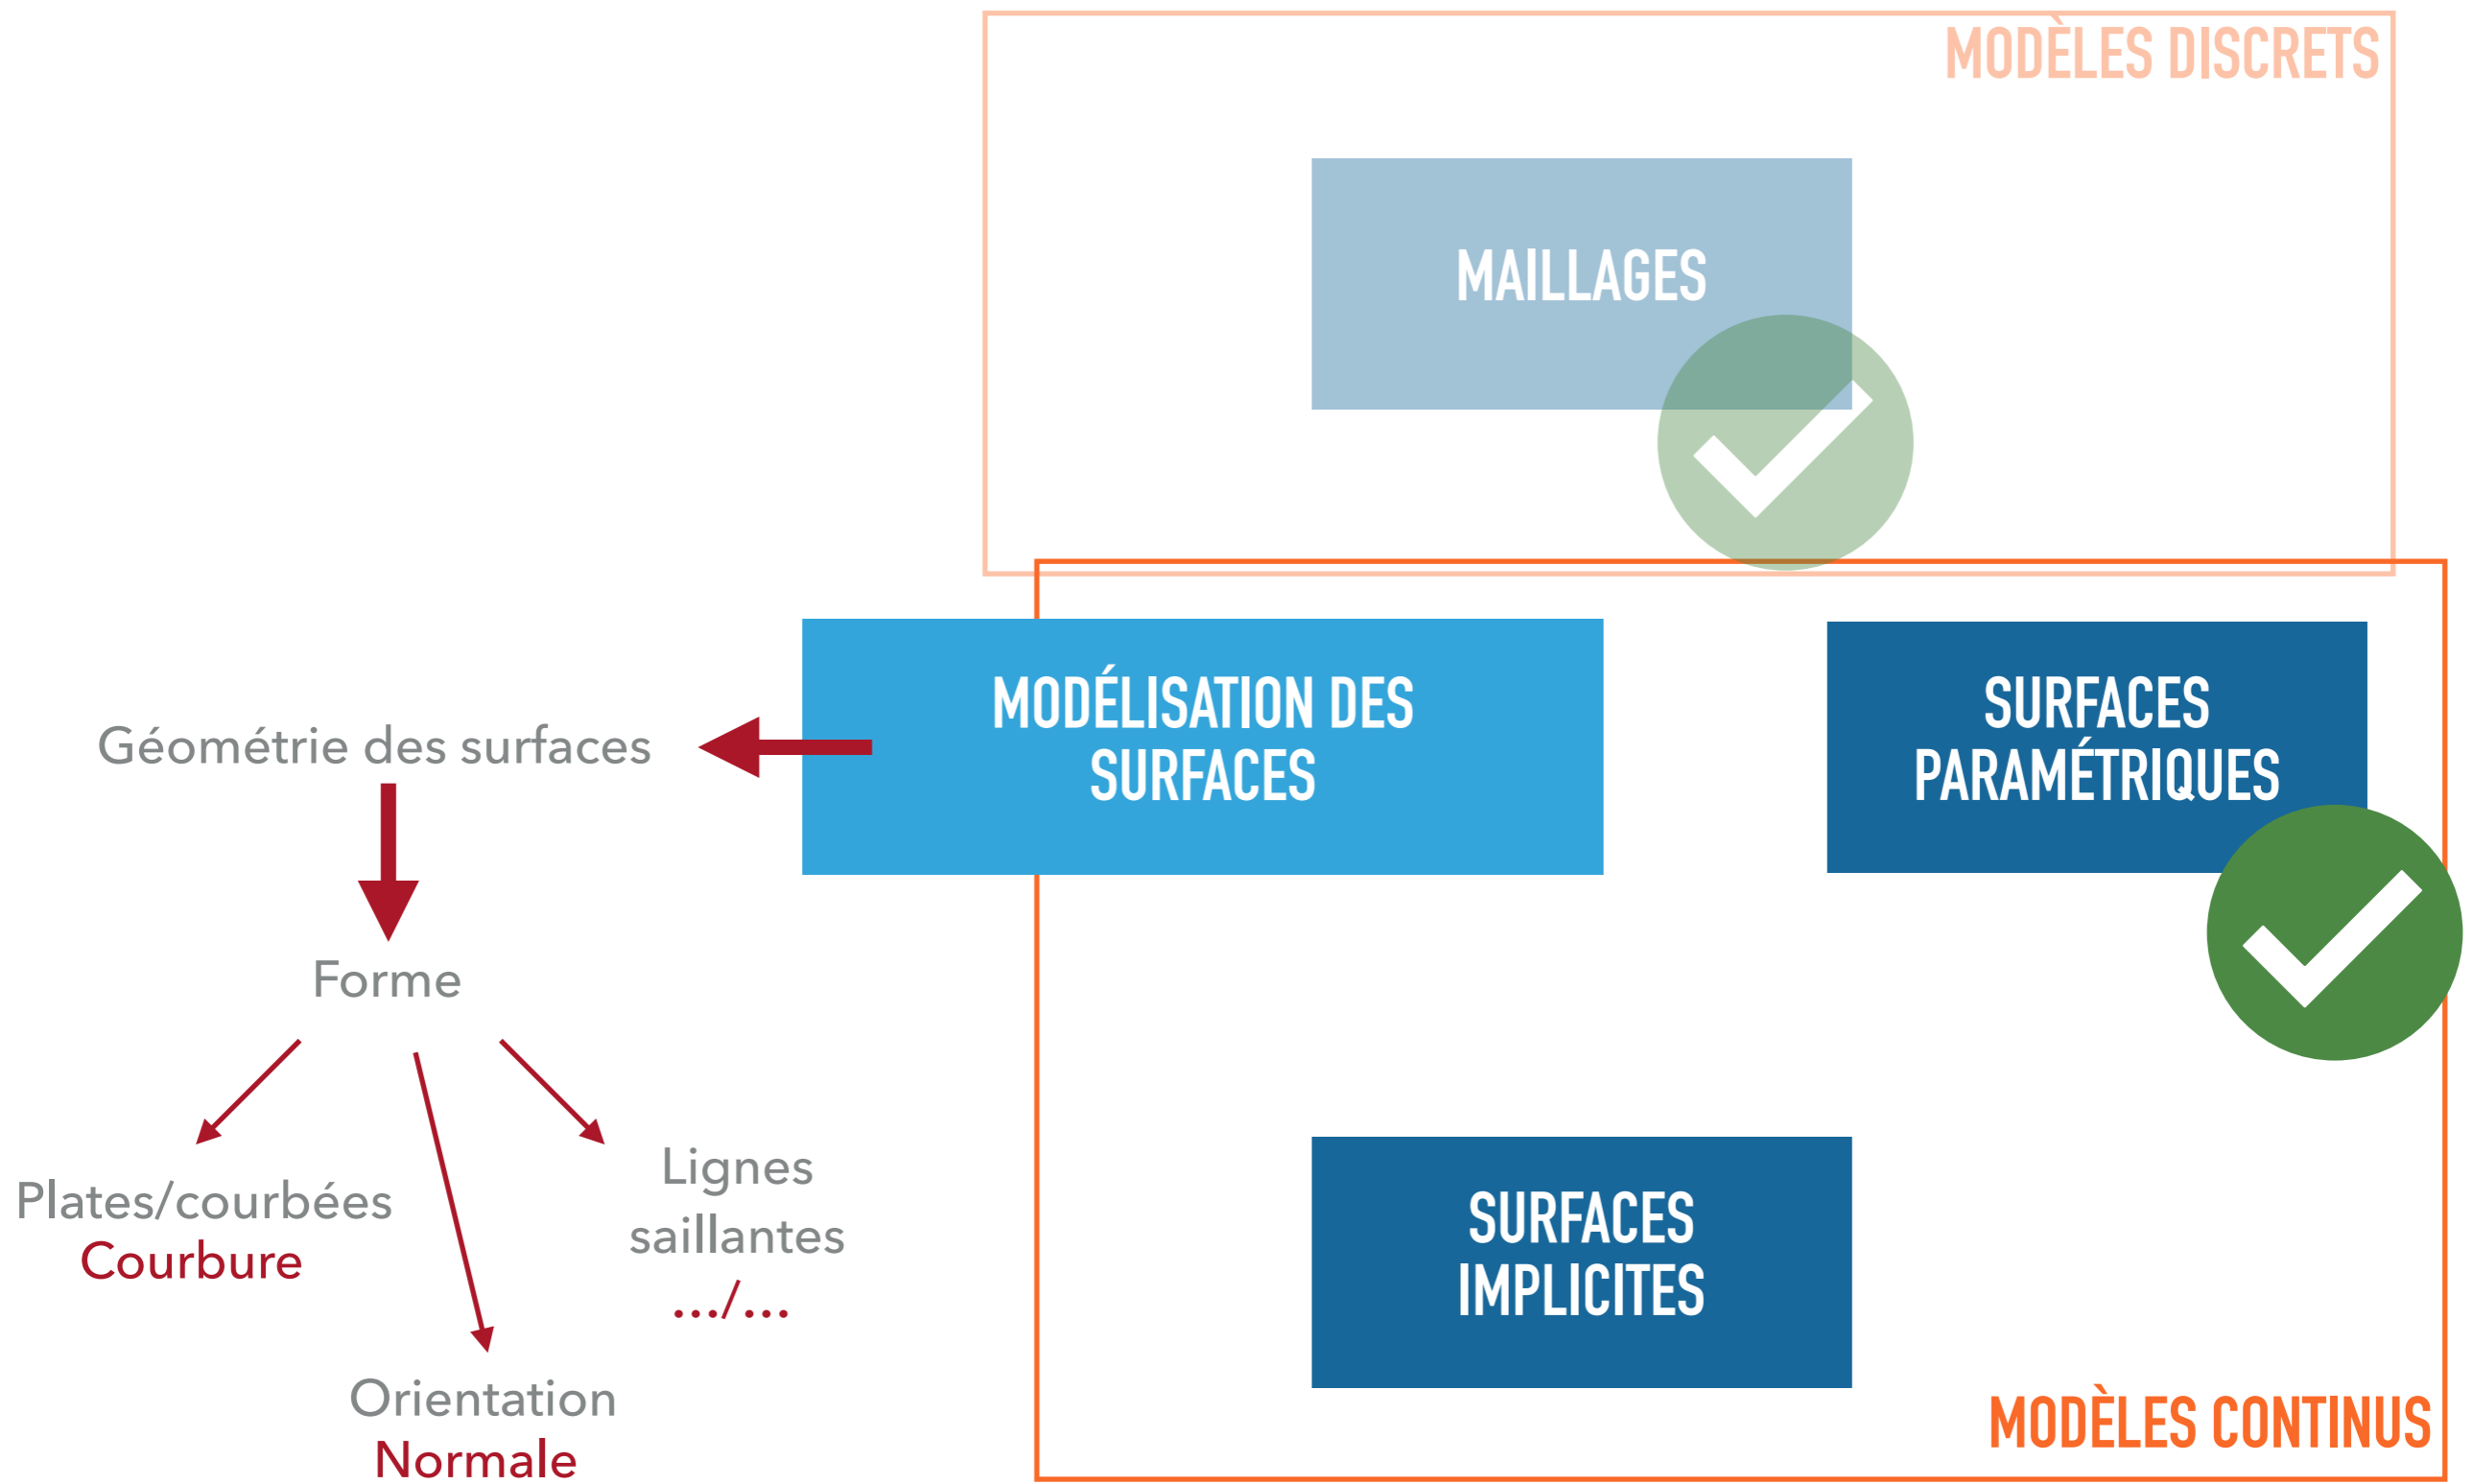 MODÈLES DISCRETS
MAILLAGES
MODÉLISATION DES
SURFACES
SURFACES
PARAMÉTRIQUES
Géométrie des surfaces
Forme
Plates/courbées
Courbure
Lignes
saillantes
.../...
Orientation
Normale
SURFACES
IMPLICITES
MODÈLES CONTINUS